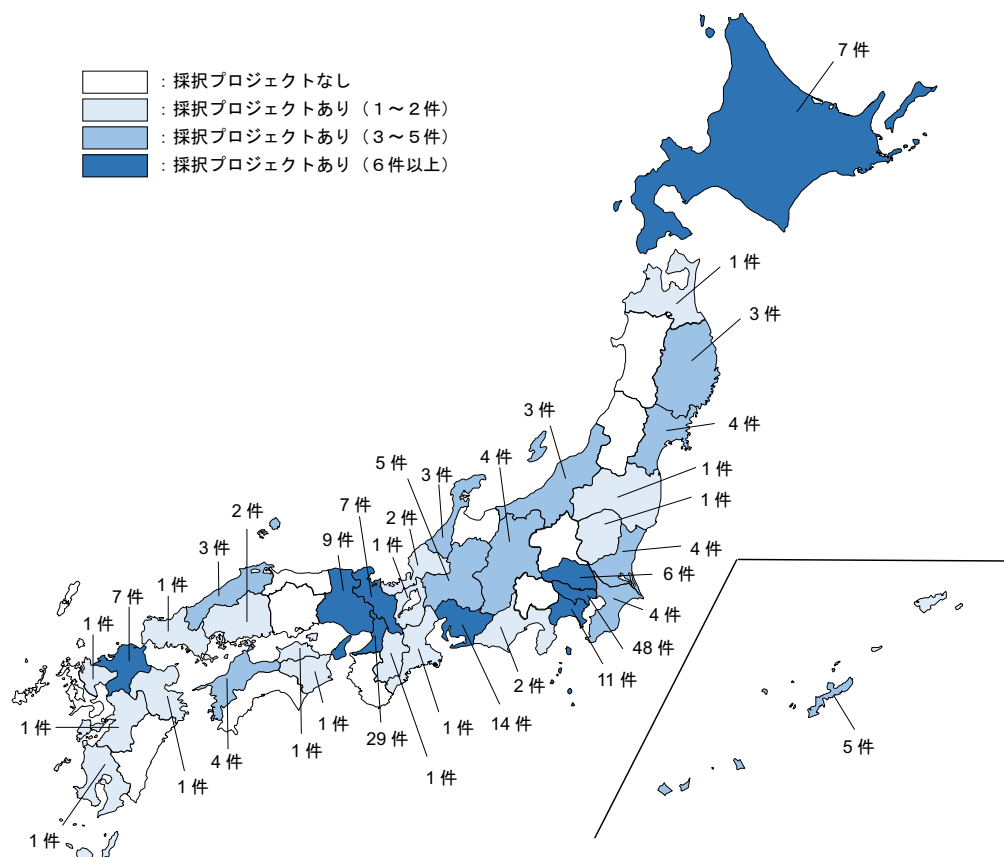 ：採択プロジェクトなし
：採択プロジェクトあり（１～２件）
：採択プロジェクトあり（３～５件）
：採択プロジェクトあり（６件以上）
7 件
1 件
3 件
3 件
4 件
4 件
5 件
3 件
1 件
1 件
7 件
2 件
2 件
9 件
1 件
4 件
3 件
6 件
1 件
7 件
4 件
1 件
48 件
11 件
2 件
1 件
14 件
1 件
29 件
1 件
5 件
1 件
4 件
1 件
1 件
1 件
1 件